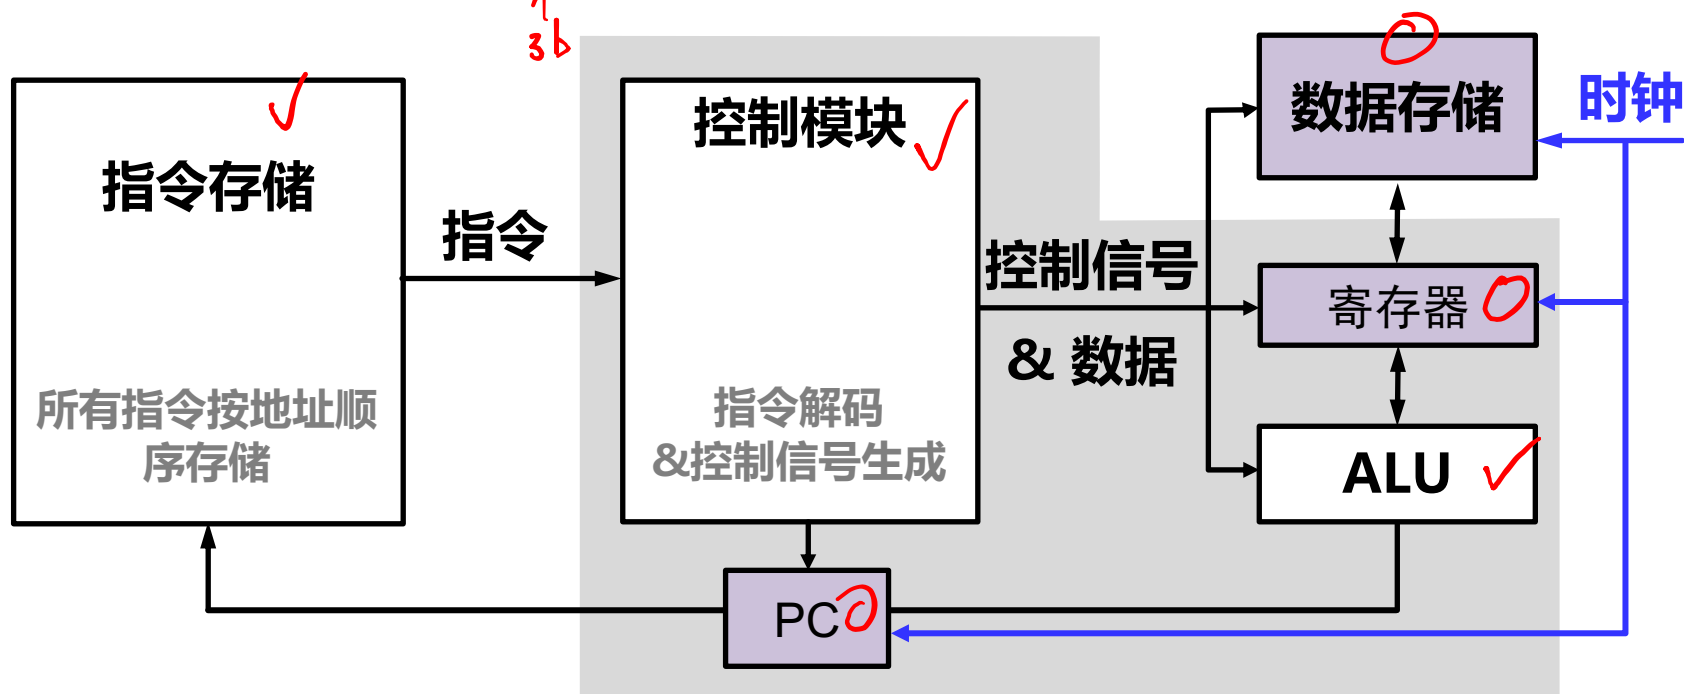 3b
数据存储
时钟
控制模块
指令存储
指令
控制信号
& 数据
寄存器
所有指令按地址顺
序存储
指令解码
&控制信号生成
ALU
PC